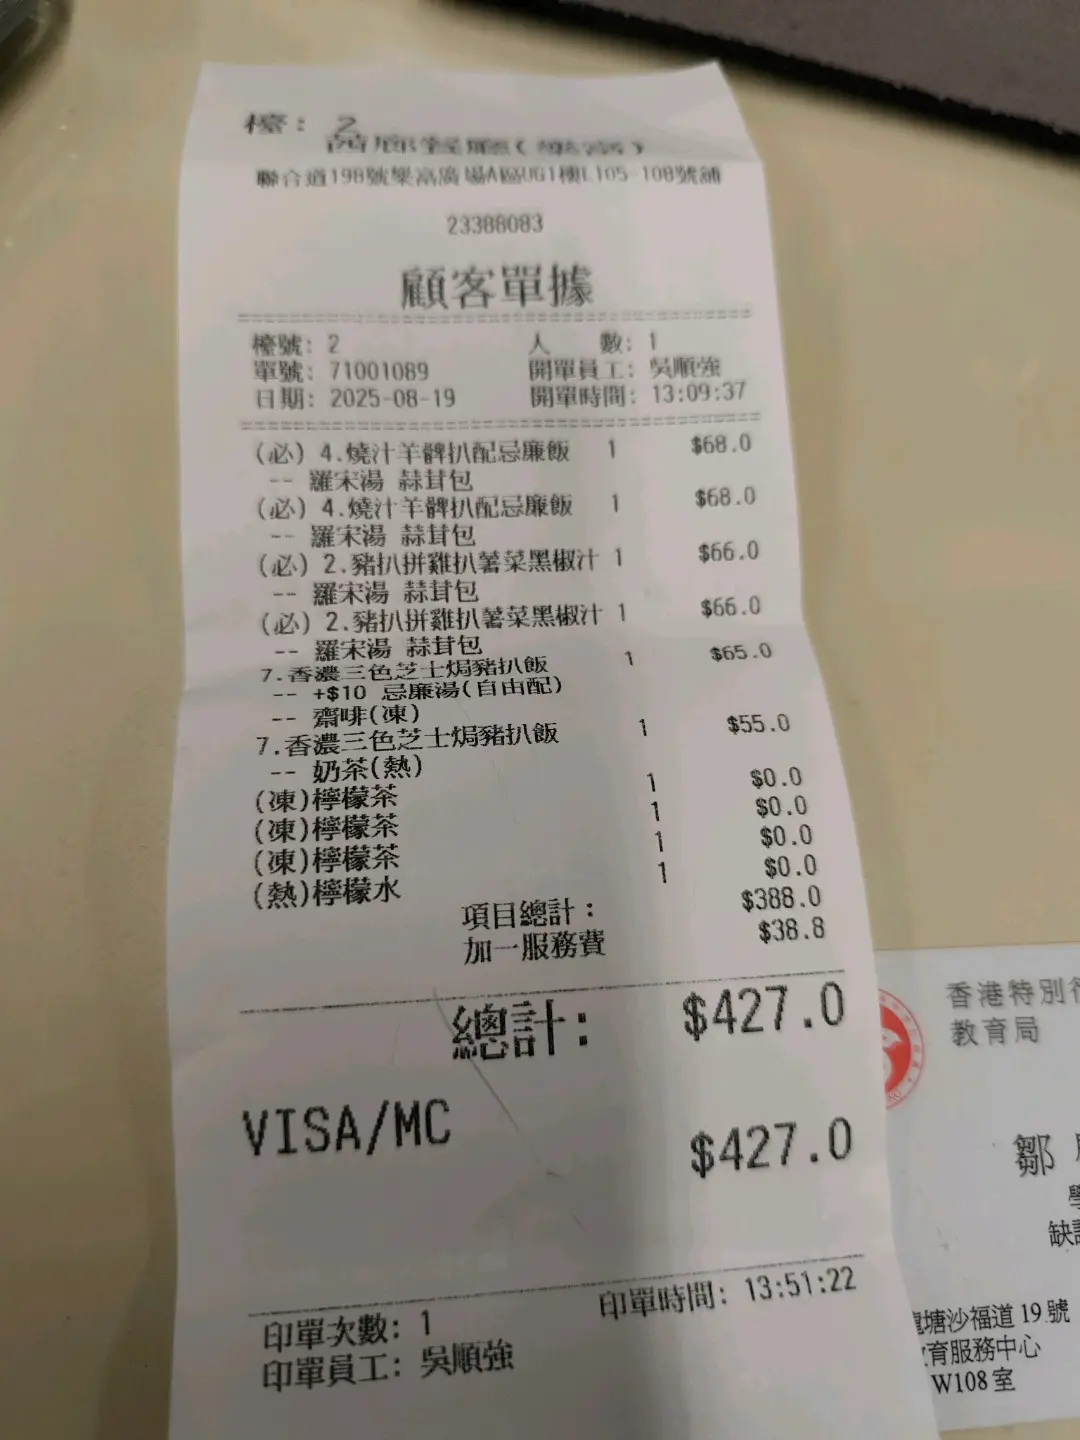 檯: 2
茵廊餐廳(樂富)
聯合道198號樂富廣場A區UG1樓L105-108號舖
23388083
顧客單據
檯號: 2 人 數: 1
單號: 71001089 開單員工: 吳順強
日期: 2025-08-19 開單時間: 13:09:37
(必) 4.燒汁羊髀扒配忌廉飯 1 $68.0
-- 羅宋湯 蒜茸包
(必) 4.燒汁羊髀扒配忌廉飯 1 $68.0
-- 羅宋湯 蒜茸包
(必) 2.豬扒拼雞扒薯菜黑椒汁 1 $66.0
-- 羅宋湯 蒜茸包
(必) 2.豬扒拼雞扒薯菜黑椒汁 1 $66.0
-- 羅宋湯 蒜茸包
7.香濃三色芝士焗豬扒飯 1 $65.0
-- +$10 忌廉湯(自由配)
-- 齋啡(凍)
7.香濃三色芝士焗豬扒飯 1 $55.0
-- 奶茶(熱)
(凍)檸檬茶 1 $0.0
(凍)檸檬茶 1 $0.0
(凍)檸檬茶 1 $0.0
(熱)檸檬水 1 $0.0
項目總計: $388.0
加一服務費 $38.8
總計: $427.0
VISA/MC $427.0
印單次數: 1 印單時間: 13:51:22
印單員工: 吳順強
香港特別行
教育局
鄒
缺
塘沙福道 19 號
育服務中心
W108 室